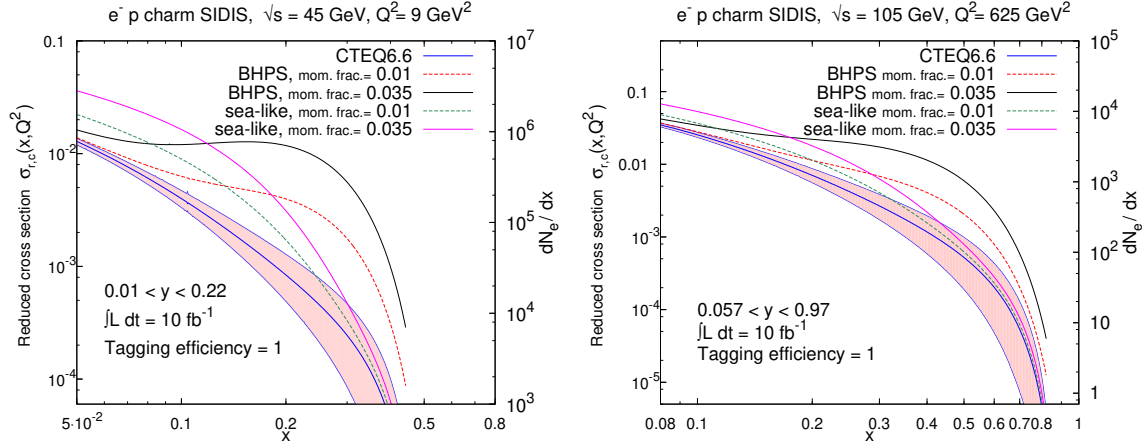 e⁻ p charm SIDIS, √s = 45 GeV, Q²= 9 GeV²
0.1
10⁻²
10⁻³
10⁻⁴
Reduced cross section σr,c(x,Q²)
CTEQ6.6
BHPS, mom. frac.= 0.01
BHPS, mom. frac.= 0.035
sea-like, mom. frac.= 0.01
sea-like, mom. frac.= 0.035
0.01 < y < 0.22
∫L dt = 10 fb⁻¹
Tagging efficiency = 1
10⁷
10⁶
10⁵
10⁴
10³
dNe/ dx
5·10⁻²
0.1
0.2
0.4
0.8
x
e⁻ p charm SIDIS, √s = 105 GeV, Q²= 625 GeV²
0.1
0.01
10⁻³
10⁻⁴
10⁻⁵
Reduced cross section σr,c(x,Q²)
CTEQ6.6
BHPS mom. frac.= 0.01
BHPS mom. frac.= 0.035
sea-like mom. frac.= 0.01
sea-like mom. frac.= 0.035
0.057 < y < 0.97
∫L dt = 10 fb⁻¹
Tagging efficiency = 1
10⁵
10⁴
10³
10²
10
1
dNe/ dx
0.08
0.1
0.2
0.3
0.4
0.5
0.6
0.7
0.8
1
x